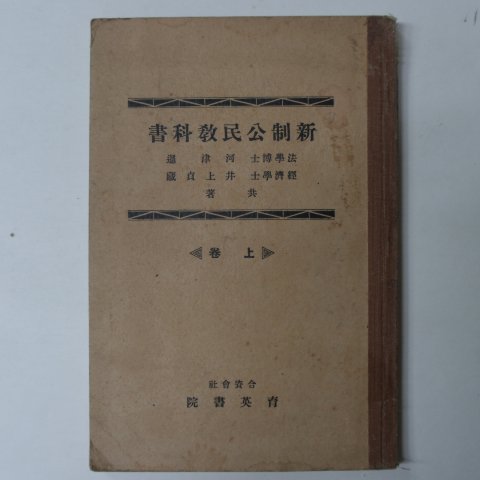 新制公民教科書
法學博士 河津暹
經濟學士 井上貞蔵
共著
上卷
合資會社
育英書院